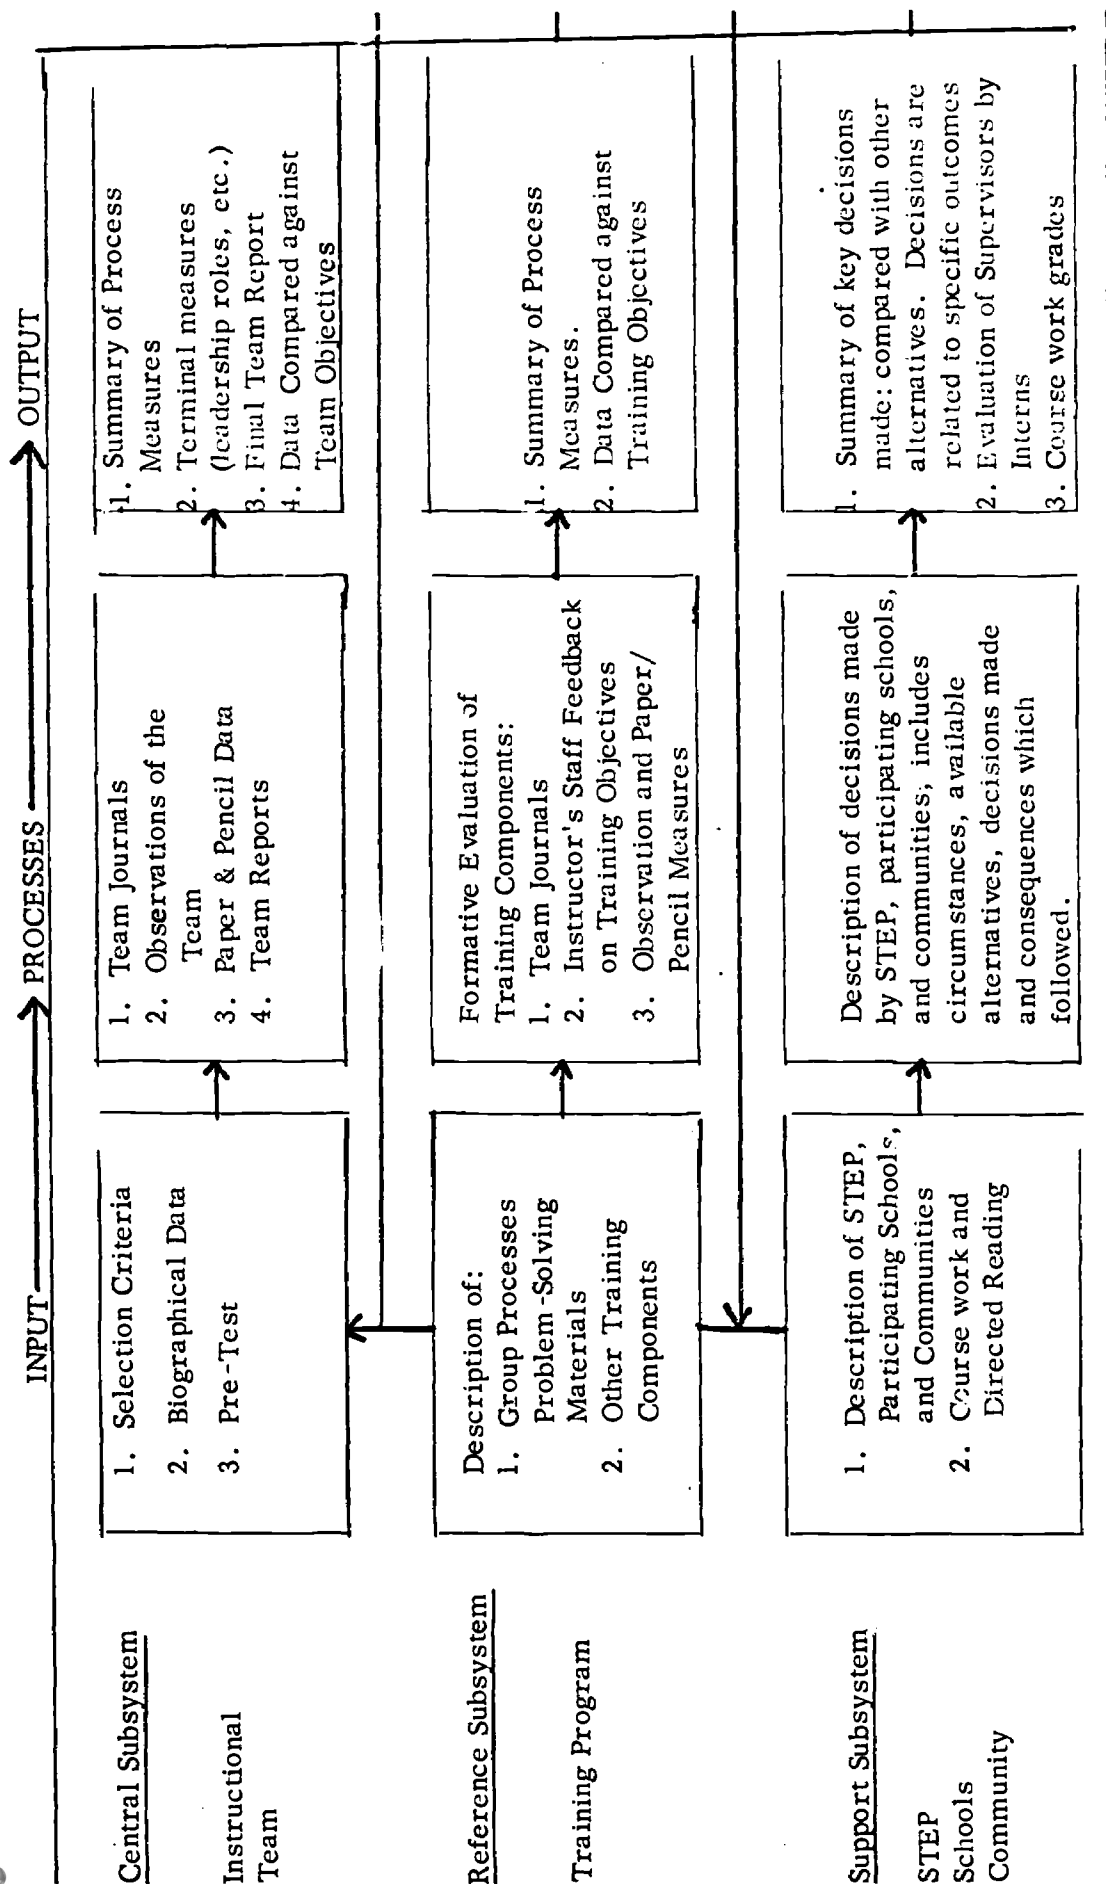 INPUT PROCESSES OUTPUT
Central Subsystem
Instructional
Team
1. Selection Criteria
2. Biographical Data
3. Pre-Test
1. Team Journals
2. Observations of the
Team
3. Paper & Pencil Data
4. Team Reports
1. Summary of Process
Measures
2. Terminal measures
(leadership roles, etc.)
3. Final Team Report
4. Data Compared against
Team Objectives
Reference Subsystem
Training Program
Description of:
1. Group Processes
Problem-Solving
Materials
2. Other Training
Components
Formative Evaluation of
Training Components:
1. Team Journals
2. Instructor's Staff Feedback
on Training Objectives
3. Observation and Paper/
Pencil Measures
1. Summary of Process
Measures.
2. Data Compared against
Training Objectives
Support Subsystem
STEP
Schools
Community
1. Description of STEP,
Participating Schools,
and Communities
2. Course work and
Directed Reading
Description of decisions made
by STEP, participating schools,
and communities; includes
circumstances, available
alternatives, decisions made
and consequences which
followed.
1. Summary of key decisions
made: compared with other
alternatives. Decisions are
related to specific outcomes
2. Evaluation of Supervisors by
Interns
3. Course work grades